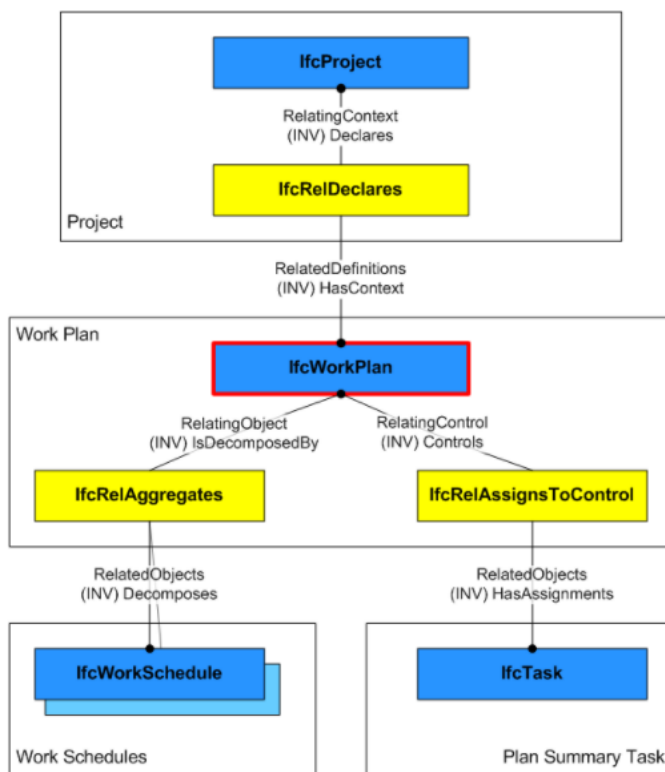 IfcProject
RelatingContext
(INV) Declares
IfcRelDeclares
Project
RelatedDefinitions
(INV) HasContext
Work Plan
IfcWorkPlan
RelatingObject
(INV) IsDecomposedBy
RelatingControl
(INV) Controls
IfcRelAggregates
IfcRelAssignsToControl
RelatedObjects
(INV) Decomposes
RelatedObjects
(INV) HasAssignments
IfcWorkSchedule
IfcTask
Work Schedules
Plan Summary Task